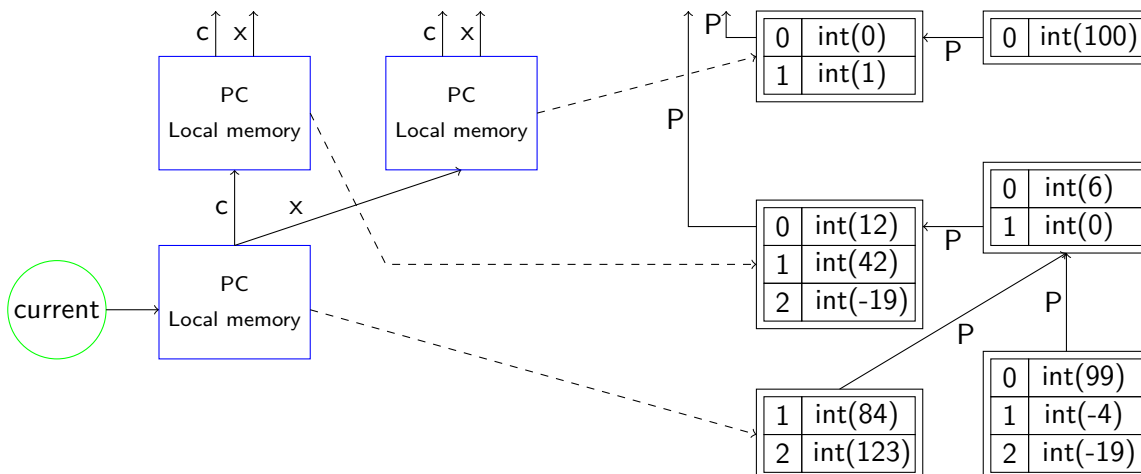 c x
c x
P
0 int(0)
1 int(1)
P
0 int(100)
PC
Local memory
PC
Local memory
P
c
x
0 int(12)
1 int(42)
2 int(-19)
P
0 int(6)
1 int(0)
current
PC
Local memory
P
P
1 int(84)
2 int(123)
0 int(99)
1 int(-4)
2 int(-19)